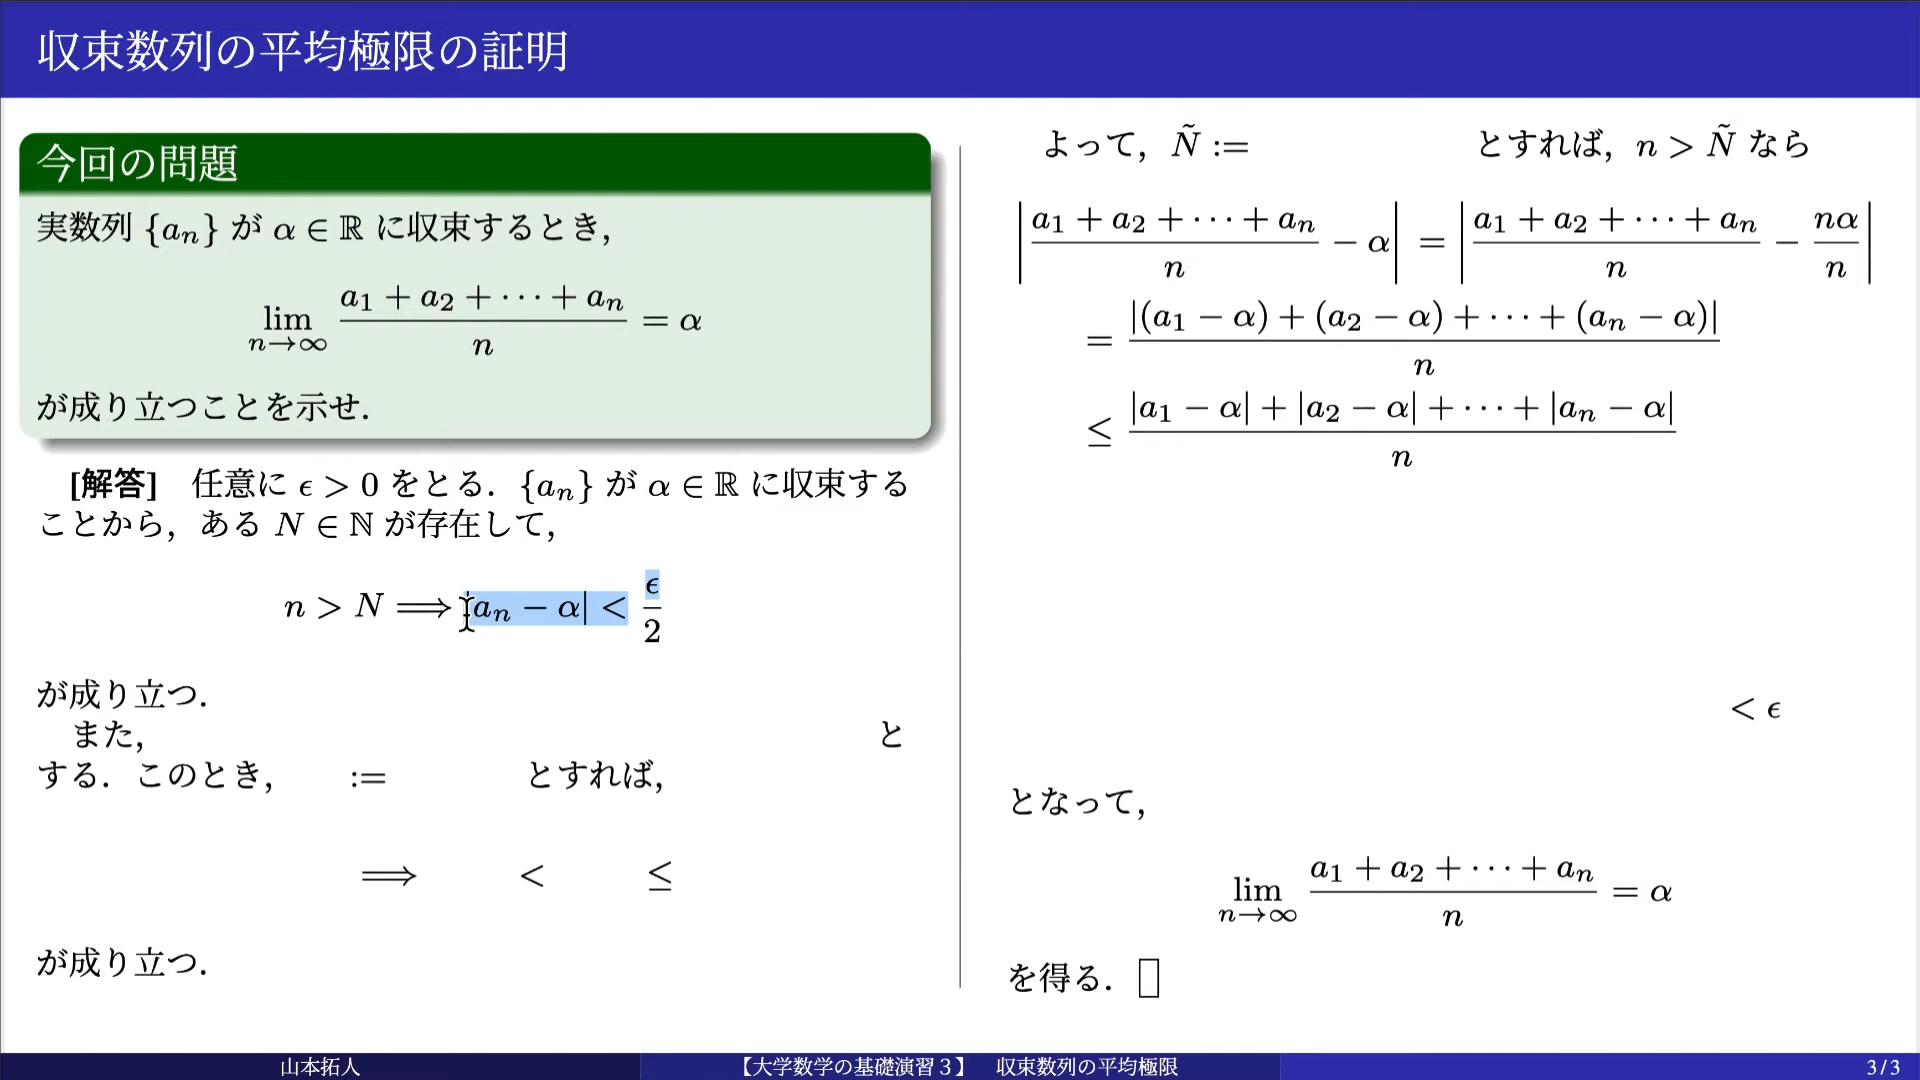 収束数列の平均極限の証明
今回の問題
実数列 {aₙ} が α ∈ ℝ に収束するとき,
lim_{n→∞} (a₁ + a₂ + ⋯ + aₙ)/n = α
が成り立つことを示せ.
[解答] 任意に ϵ > 0 をとる. {aₙ} が α ∈ ℝ に収束する
ことから, ある N ∈ ℕ が存在して,
n > N ⟹ |aₙ − α| < ϵ/2
が成り立つ.
また, と
する. このとき, := とすれば,
⟹ < ≤
が成り立つ.
よって, Ñ := とすれば, n > Ñ なら
|(a₁ + a₂ + ⋯ + aₙ)/n − α| = |(a₁ + a₂ + ⋯ + aₙ)/n − nα/n|
= |(a₁ − α) + (a₂ − α) + ⋯ + (aₙ − α)|/n
≤ (|a₁ − α| + |a₂ − α| + ⋯ + |aₙ − α|)/n
< ϵ
となって,
lim_{n→∞} (a₁ + a₂ + ⋯ + aₙ)/n = α
を得る. □
山本拓人 【大学数学の基礎演習３】 収束数列の平均極限 3 / 3